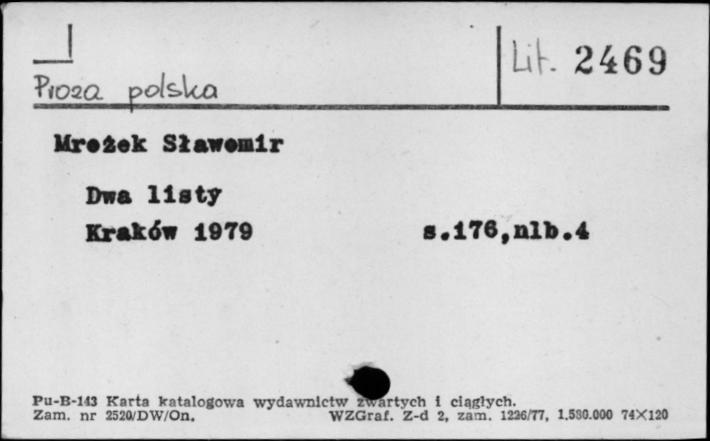 Lit. 2469
Proza polska
Mrożek Sławomir
Dwa listy
Kraków 1979 s.176,nlb.4
Pu-B-143 Karta katalogowa wydawnictw zwartych i ciągłych.
Zam. nr 2520/DW/On. WZGraf. Z-d 2, zam. 1226/77, 1.580.000 74X120